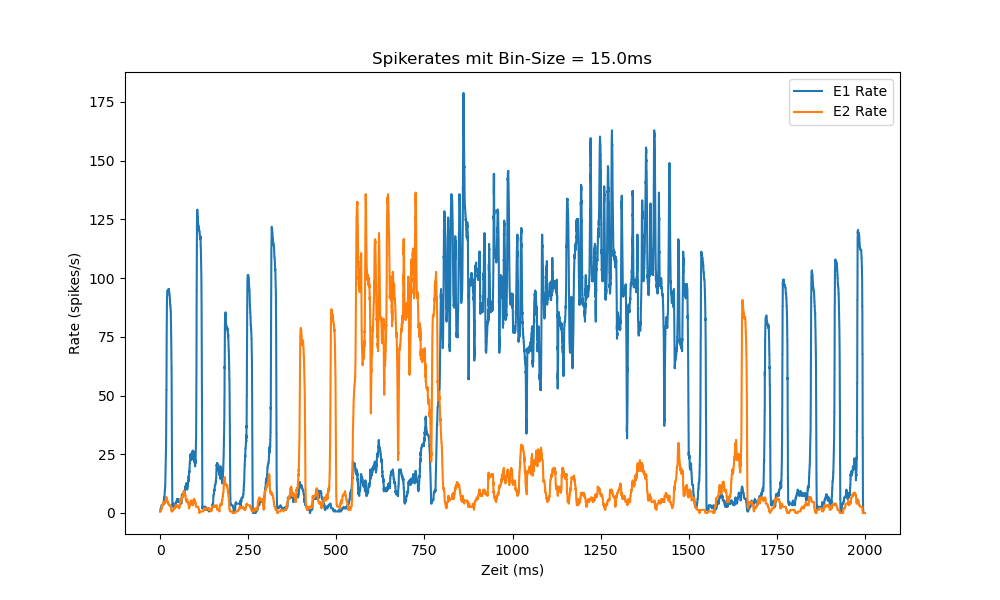 Spikerates mit Bin-Size = 15.0ms
E1 Rate
E2 Rate
175
150
125
100
75
50
25
0
Rate (spikes/s)
0 250 500 750 1000 1250 1500 1750 2000
Zeit (ms)